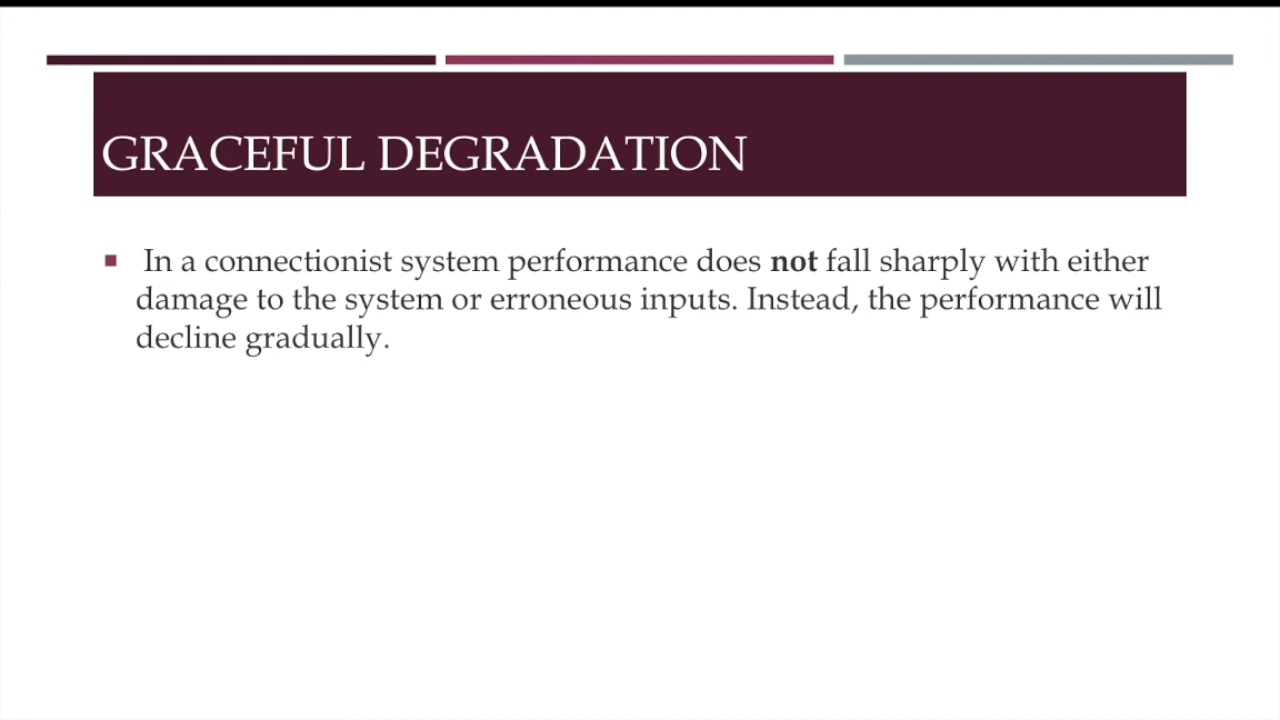 GRACEFUL DEGRADATION
In a connectionist system performance does not fall sharply with either
damage to the system or erroneous inputs. Instead, the performance will
decline gradually.